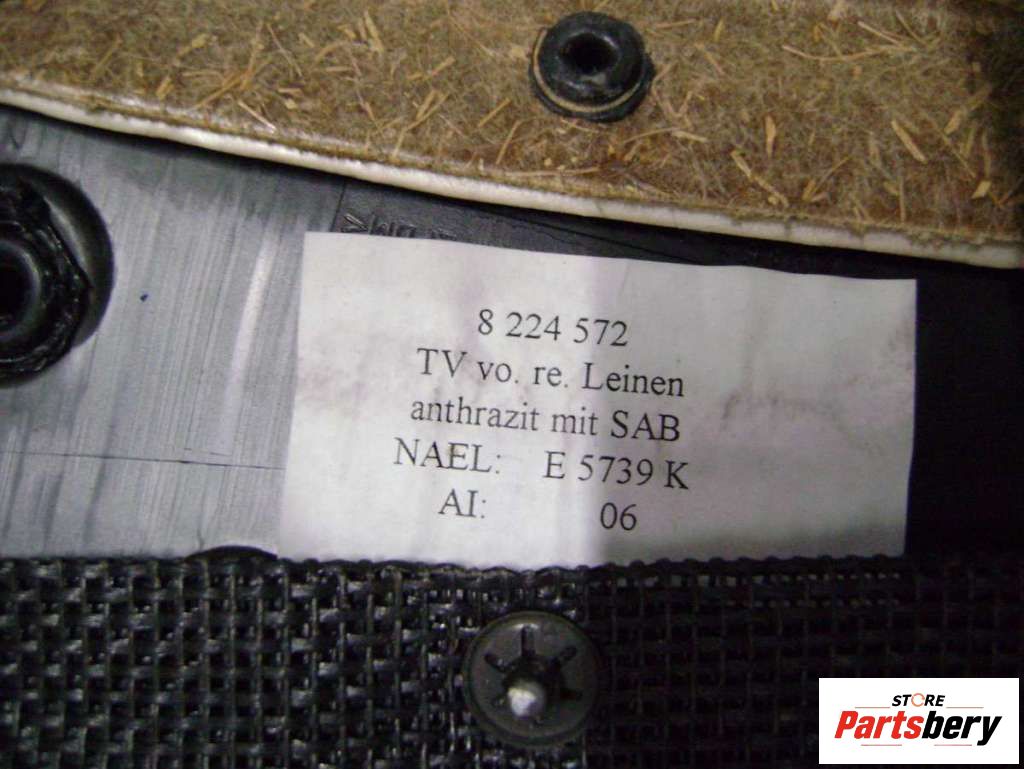 8 224 572
TV vo. re. Leinen
anthrazit mit SAB
NAEL: E 5739 K
AI: 06
STORE
Partsbery